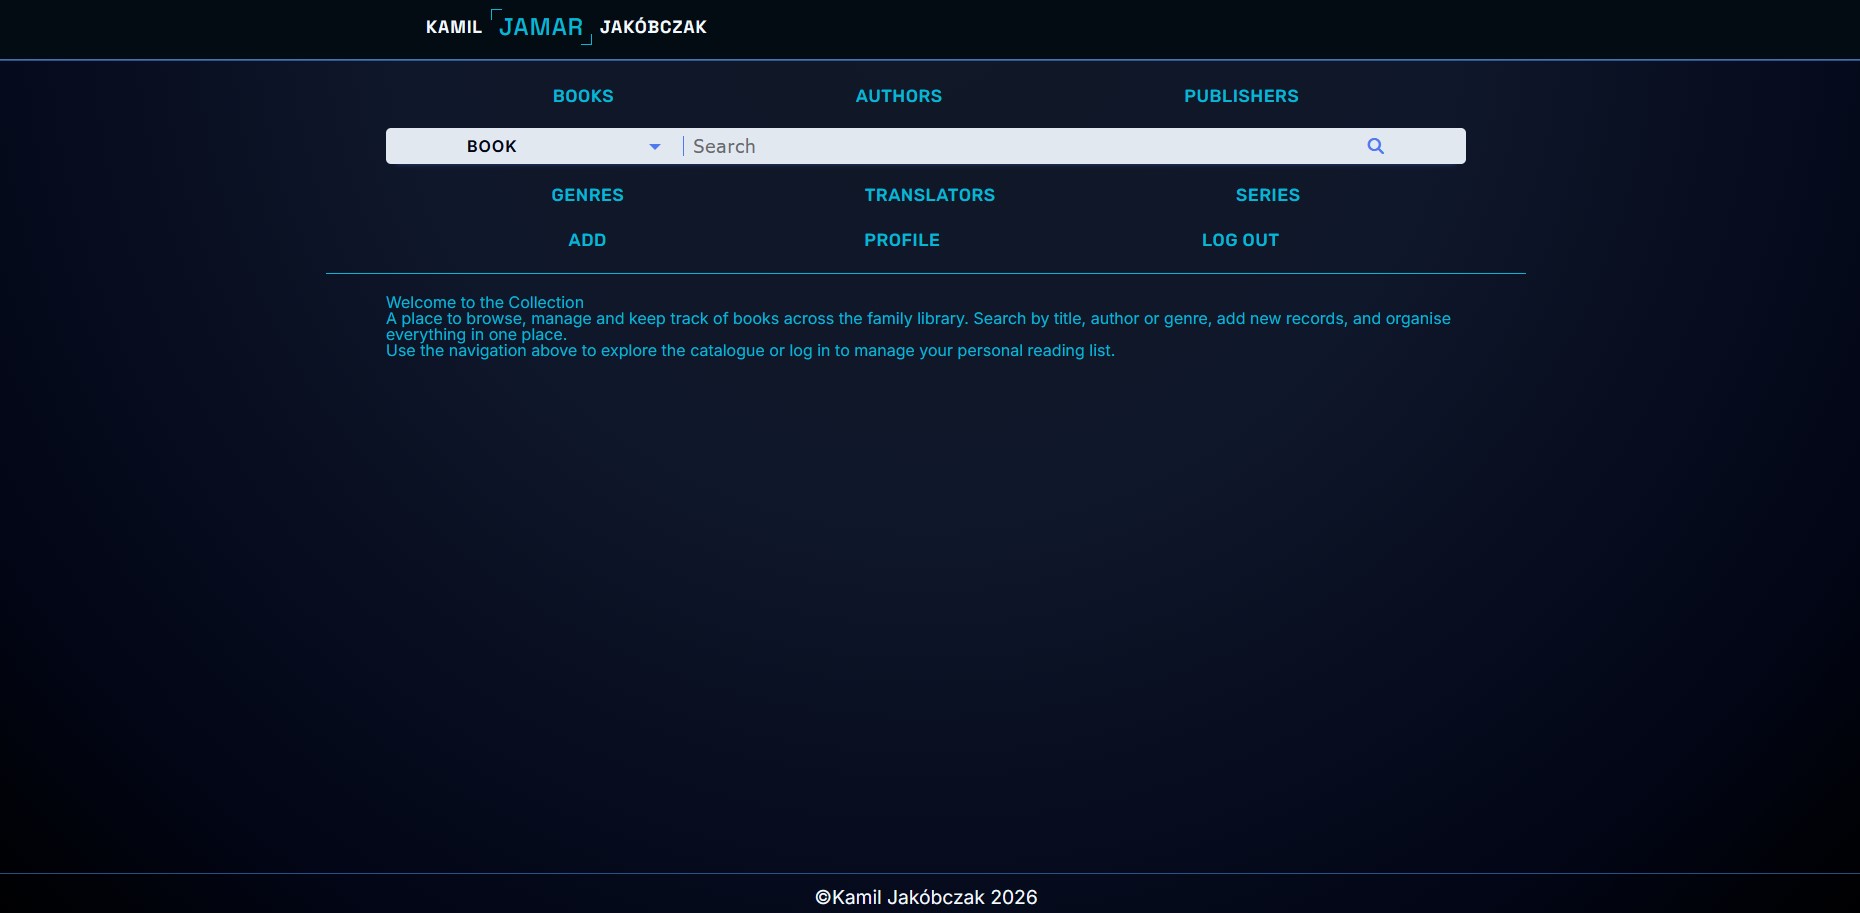 KAMIL JAMAR JAKÓBCZAK
BOOKS AUTHORS PUBLISHERS
BOOK Search
GENRES TRANSLATORS SERIES
ADD PROFILE LOG OUT
Welcome to the Collection
A place to browse, manage and keep track of books across the family library. Search by title, author or genre, add new records, and organise
everything in one place.
Use the navigation above to explore the catalogue or log in to manage your personal reading list.
©Kamil Jakóbczak 2026